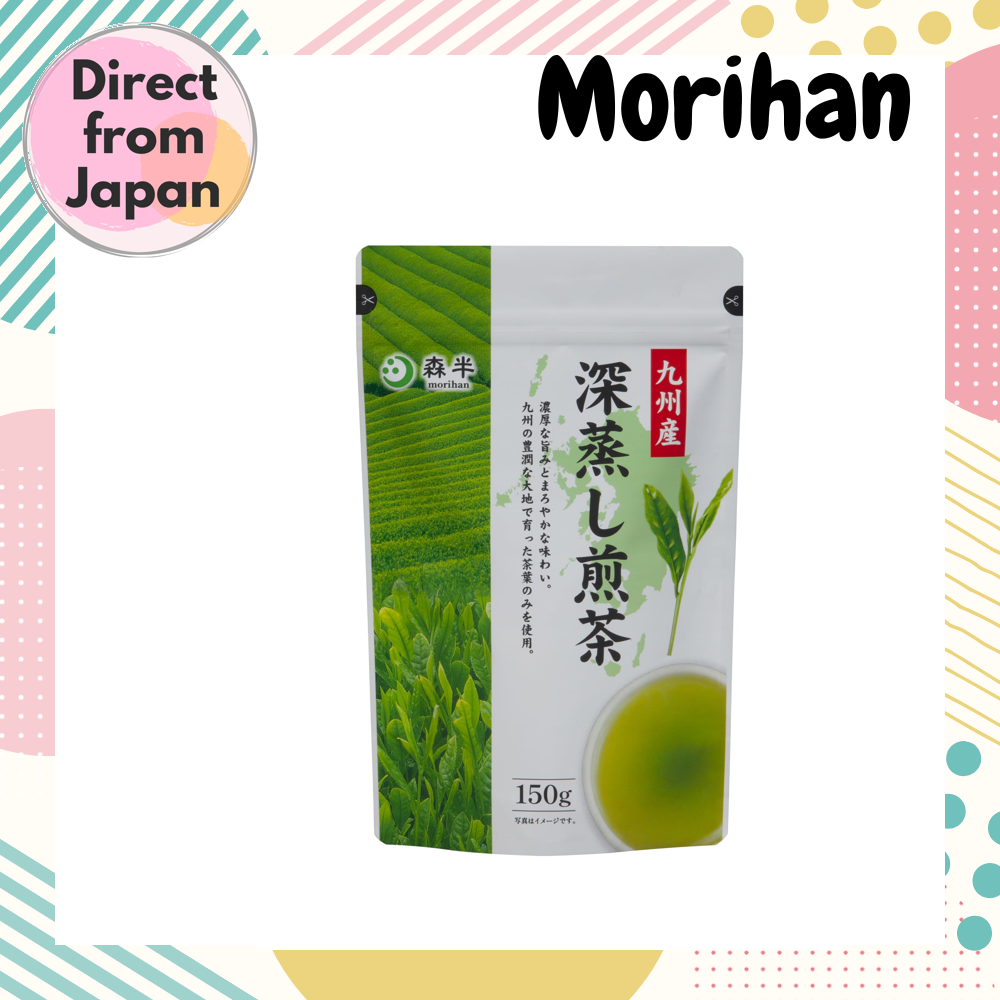 Direct
from
Japan
Morihan
森半
morihan
九州産
深蒸し煎茶
濃厚な旨みとまろやかな味わい。
九州の豊潤な大地で育った茶葉のみを使用。
150g
写真はイメージです。